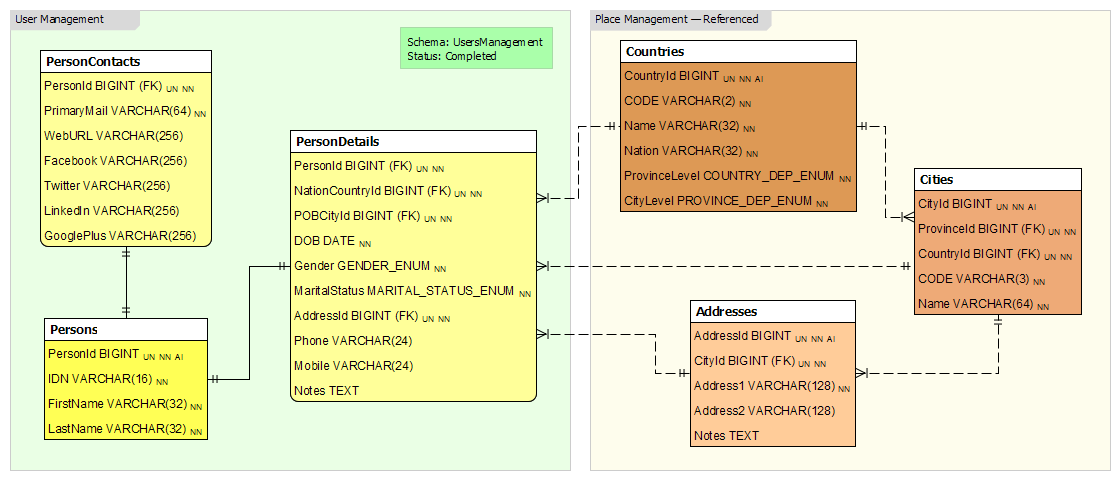 User Management
Schema: UsersManagement
Status: Completed
PersonContacts
PersonId BIGINT (FK) UN NN
PrimaryMail VARCHAR(64) NN
WebURL VARCHAR(256)
Facebook VARCHAR(256)
Twitter VARCHAR(256)
LinkedIn VARCHAR(256)
GooglePlus VARCHAR(256)
Persons
PersonId BIGINT UN NN AI
IDN VARCHAR(16) NN
FirstName VARCHAR(32) NN
LastName VARCHAR(32) NN
PersonDetails
PersonId BIGINT (FK) UN NN
NationCountryId BIGINT (FK) UN NN
POBCityId BIGINT (FK) UN NN
DOB DATE NN
Gender GENDER_ENUM NN
MaritalStatus MARITAL_STATUS_ENUM NN
AddressId BIGINT (FK) UN NN
Phone VARCHAR(24)
Mobile VARCHAR(24)
Notes TEXT
Place Management — Referenced
Countries
CountryId BIGINT UN NN AI
CODE VARCHAR(2) NN
Name VARCHAR(32) NN
Nation VARCHAR(32) NN
ProvinceLevel COUNTRY_DEP_ENUM NN
CityLevel PROVINCE_DEP_ENUM NN
Cities
CityId BIGINT UN NN AI
ProvinceId BIGINT (FK) UN NN
CountryId BIGINT (FK) UN NN
CODE VARCHAR(3) NN
Name VARCHAR(64) NN
Addresses
AddressId BIGINT UN NN AI
CityId BIGINT (FK) UN NN
Address1 VARCHAR(128) NN
Address2 VARCHAR(128)
Notes TEXT